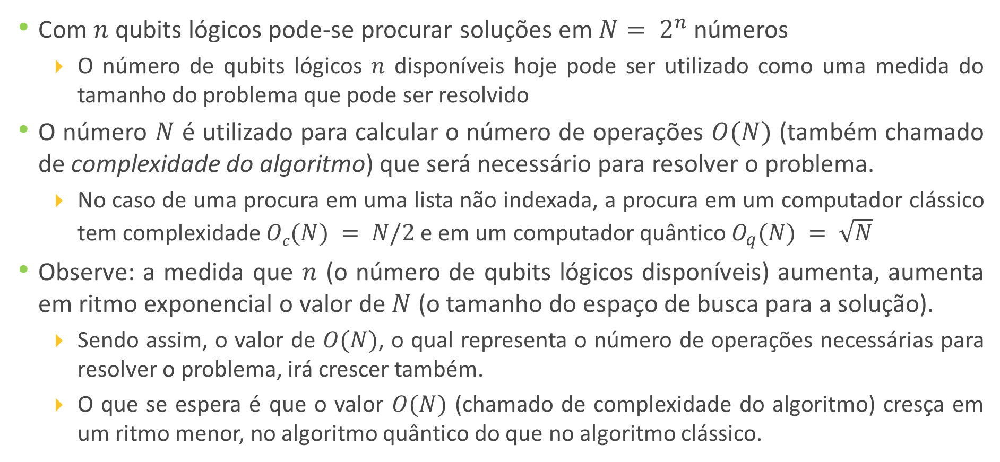 • Com n qubits lógicos pode-se procurar soluções em N = 2ⁿ números
O número de qubits lógicos n disponíveis hoje pode ser utilizado como uma medida do
tamanho do problema que pode ser resolvido
• O número N é utilizado para calcular o número de operações O(N) (também chamado
de complexidade do algoritmo) que será necessário para resolver o problema.
No caso de uma procura em uma lista não indexada, a procura em um computador clássico
tem complexidade O_c(N) = N/2 e em um computador quântico O_q(N) = √N
• Observe: a medida que n (o número de qubits lógicos disponíveis) aumenta, aumenta
em ritmo exponencial o valor de N (o tamanho do espaço de busca para a solução).
Sendo assim, o valor de O(N), o qual representa o número de operações necessárias para
resolver o problema, irá crescer também.
O que se espera é que o valor O(N) (chamado de complexidade do algoritmo) cresça em
um ritmo menor, no algoritmo quântico do que no algoritmo clássico.